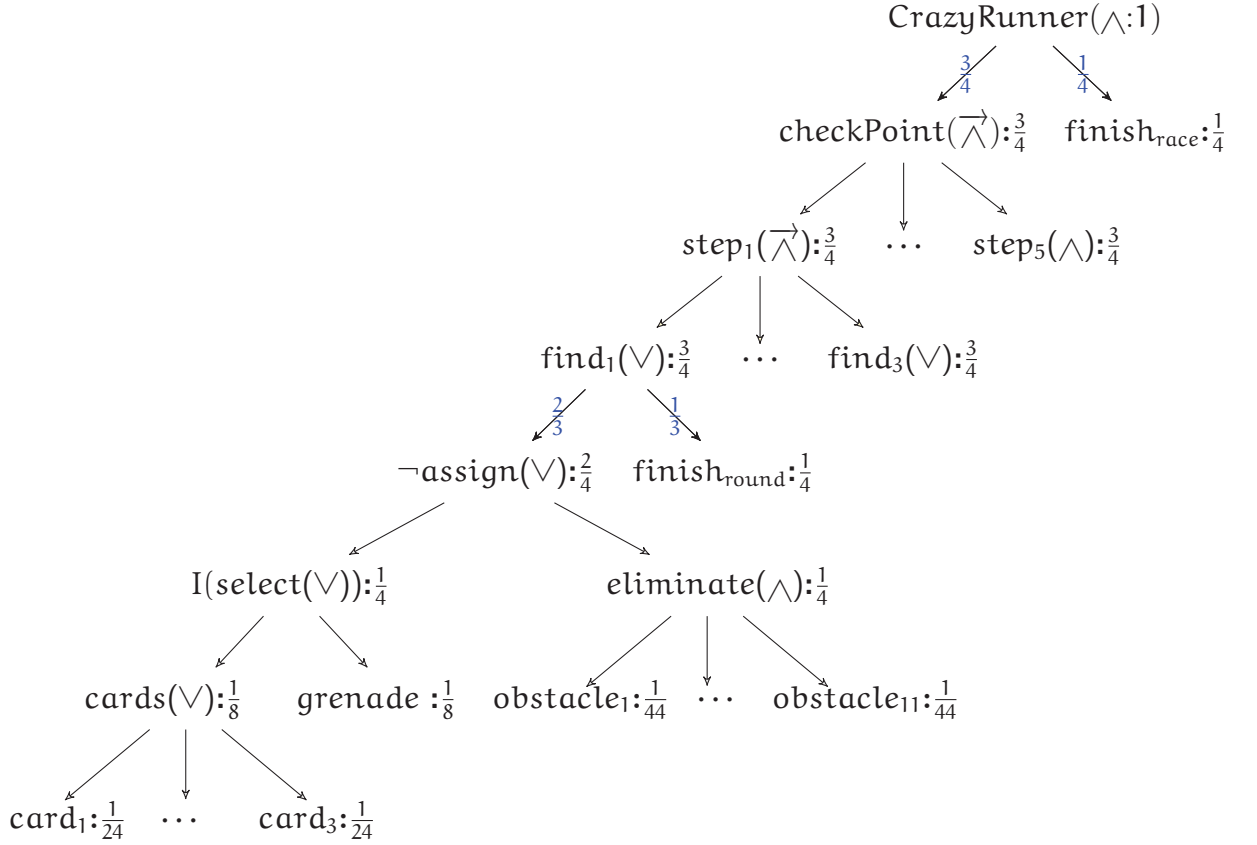 CrazyRunner(∧:1)
3/4 1/4
checkPoint(∧⃗):3/4 finish_race:1/4
step₁(∧⃗):3/4 ··· step₅(∧):3/4
find₁(∨):3/4 ··· find₃(∨):3/4
2/3 1/3
¬assign(∨):2/4 finish_round:1/4
I(select(∨)):1/4 eliminate(∧):1/4
cards(∨):1/8 grenade :1/8 obstacle₁:1/44 ··· obstacle₁₁:1/44
card₁:1/24 ··· card₃:1/24